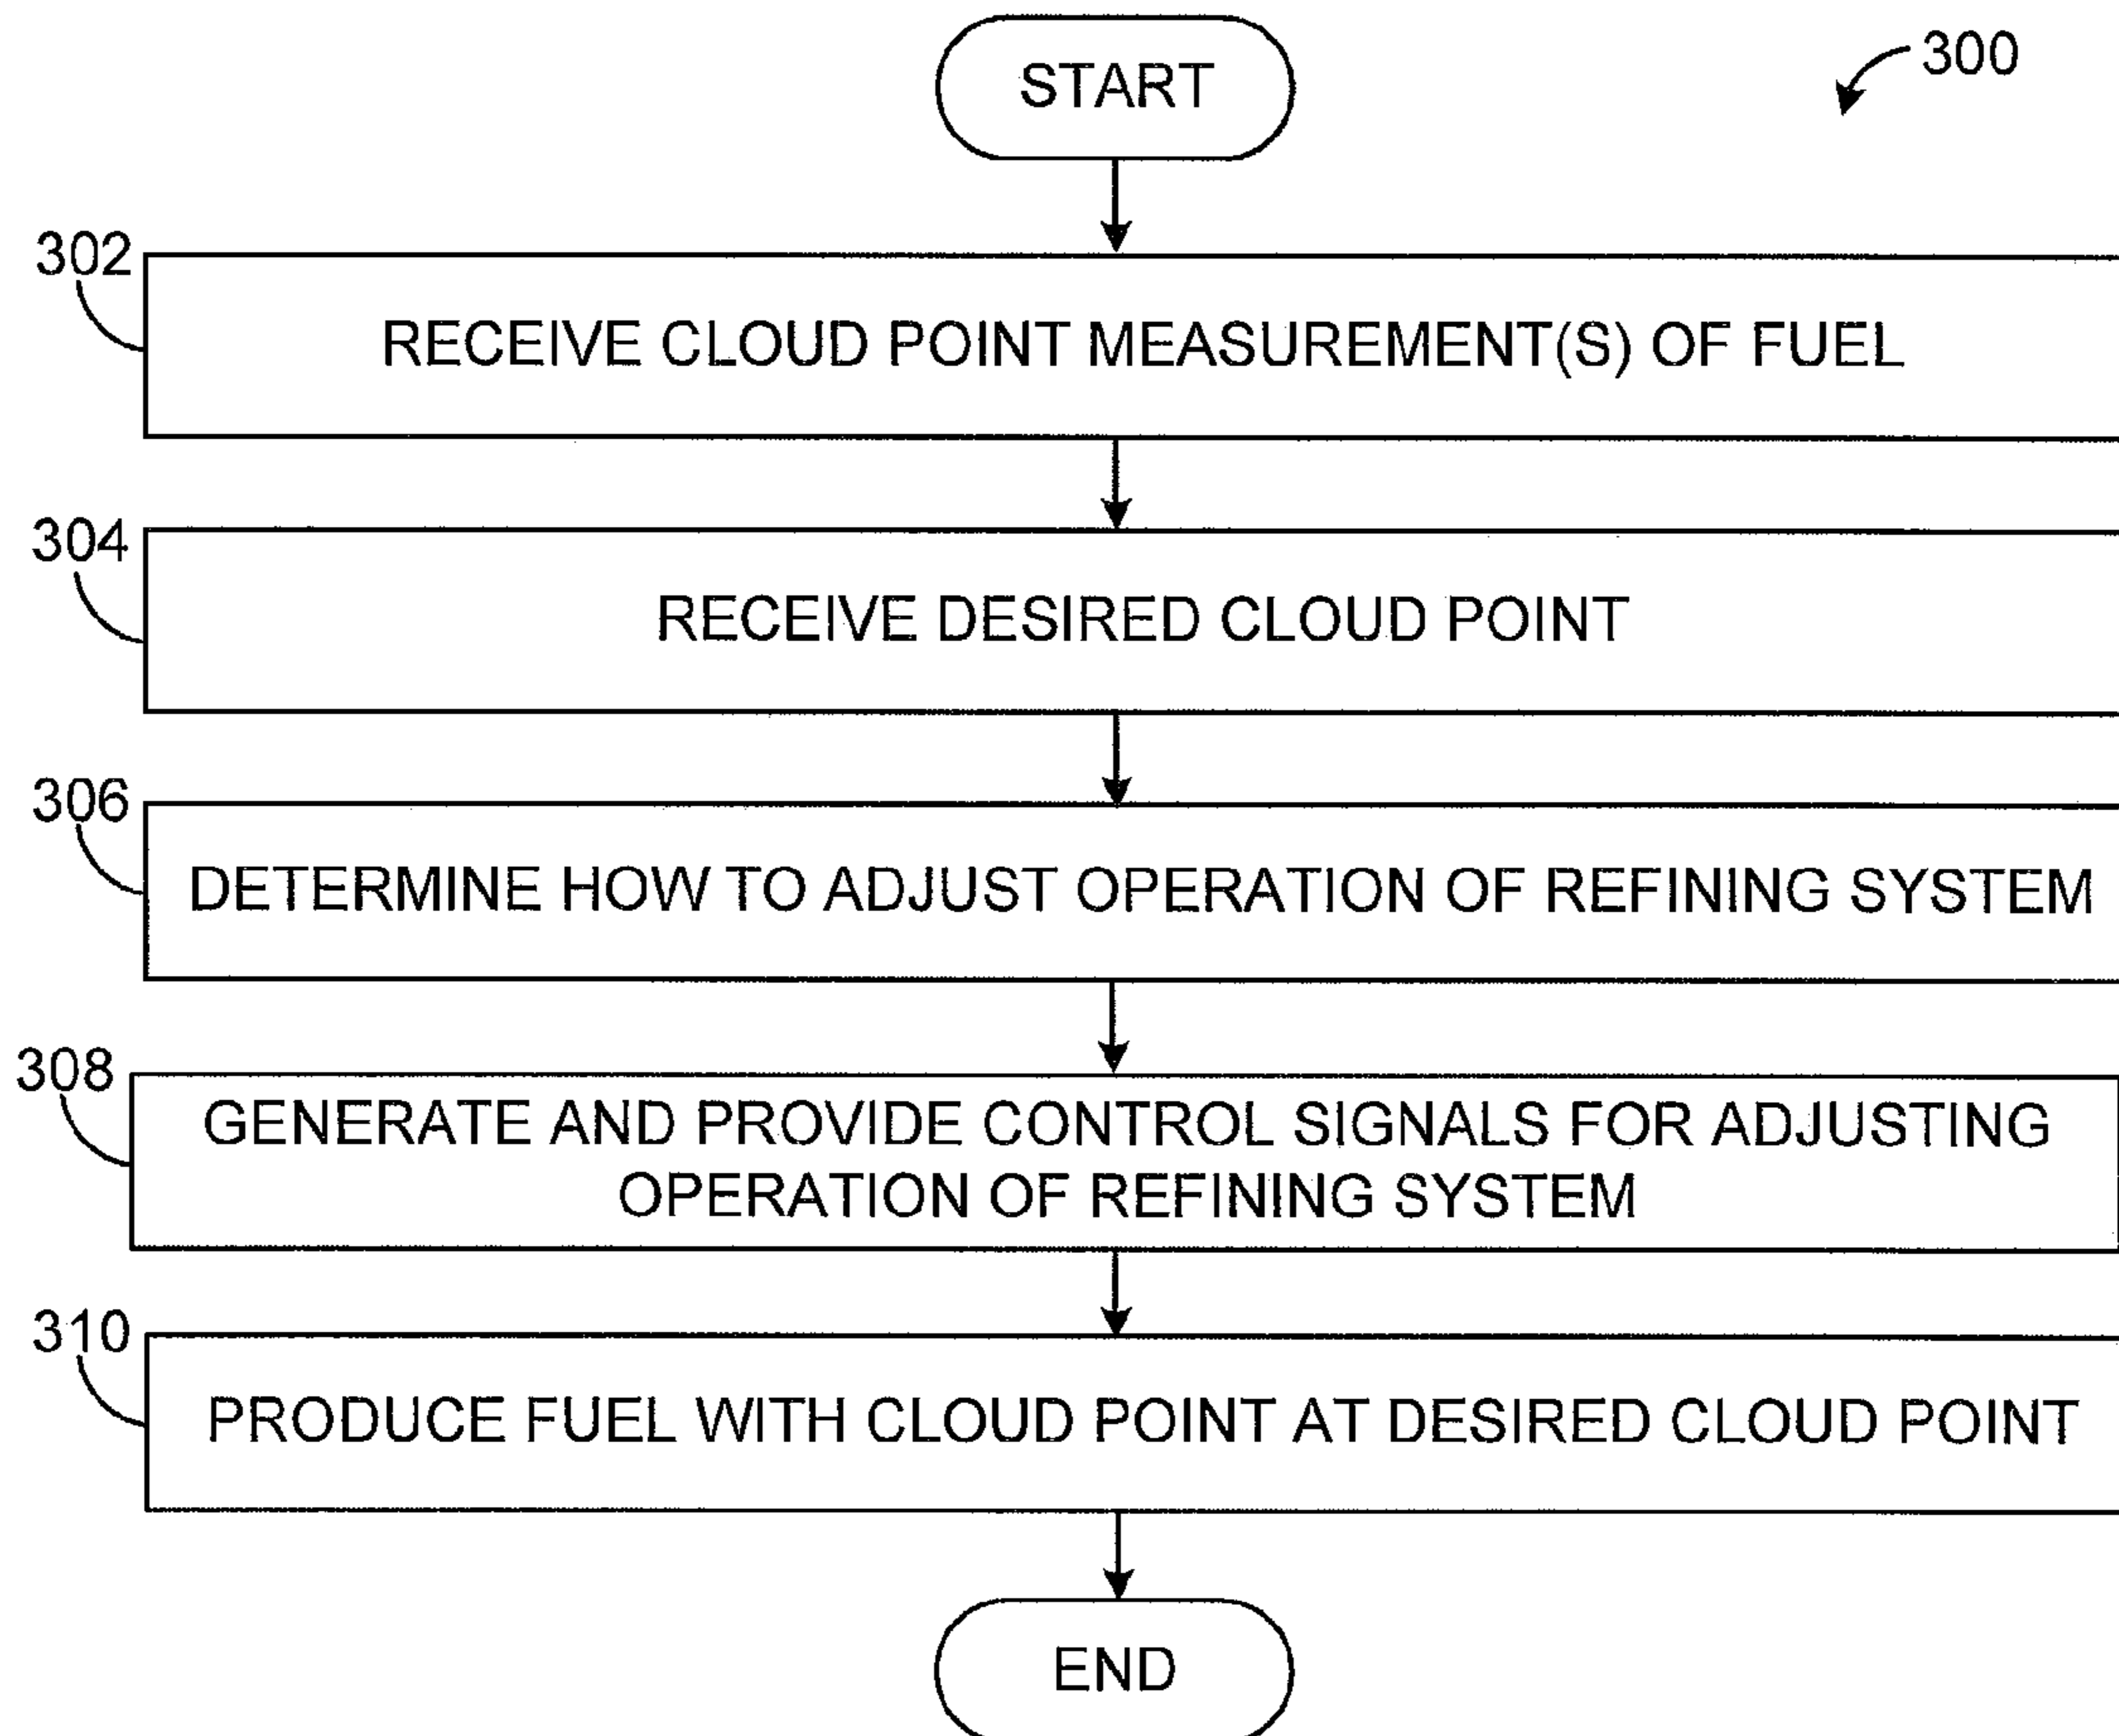 START
300
302
RECEIVE CLOUD POINT MEASUREMENT(S) OF FUEL
304
RECEIVE DESIRED CLOUD POINT
306
DETERMINE HOW TO ADJUST OPERATION OF REFINING SYSTEM
308
GENERATE AND PROVIDE CONTROL SIGNALS FOR ADJUSTING
OPERATION OF REFINING SYSTEM
310
PRODUCE FUEL WITH CLOUD POINT AT DESIRED CLOUD POINT
END